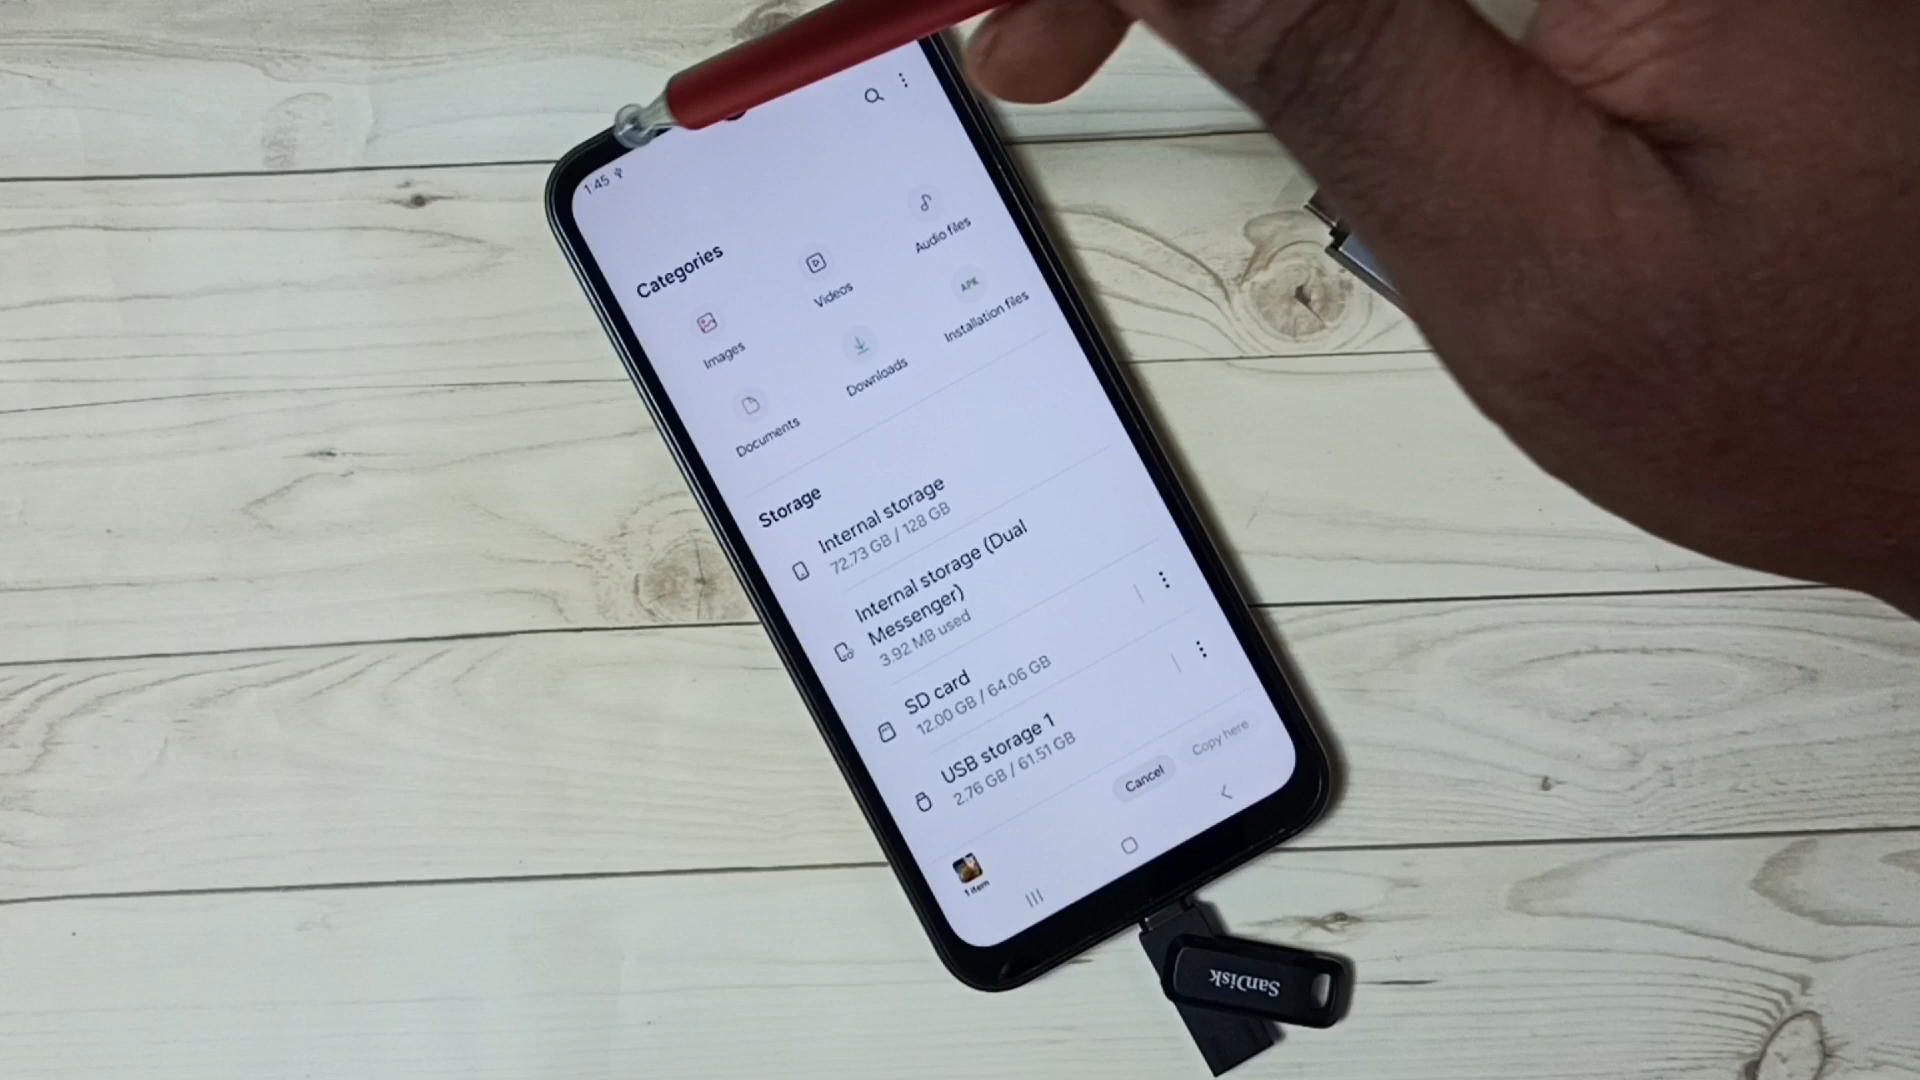 1:45
Categories
Images
Videos
Audio files
Documents
Downloads
APK
Installation files
Storage
Internal storage
72.73 GB / 128 GB
Internal storage (Dual
Messenger)
3.92 MB used
SD card
12.00 GB / 64.06 GB
USB storage 1
2.76 GB / 61.51 GB
1 item
Cancel
Copy here
SanDisk